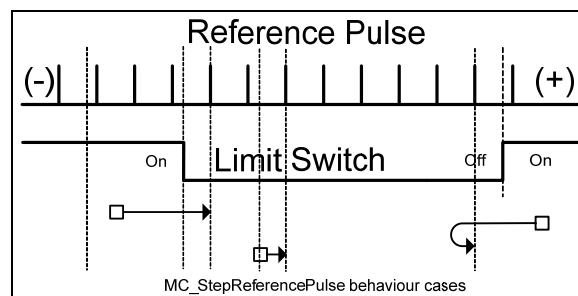 Reference Pulse
(-) (+)
On Limit Switch Off On
MC_StepReferencePulse behaviour cases